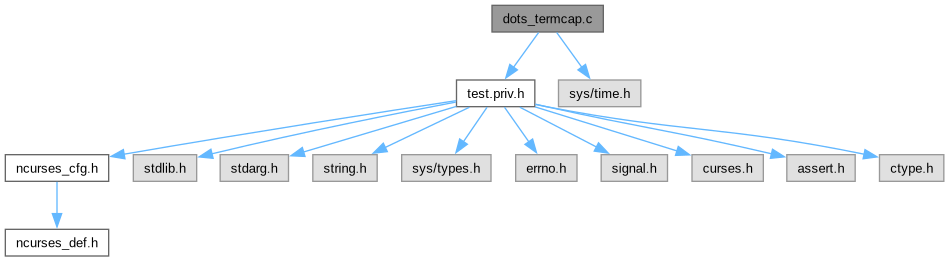 dots_termcap.c
test.priv.h
sys/time.h
ncurses_cfg.h
stdlib.h
stdarg.h
string.h
sys/types.h
errno.h
signal.h
curses.h
assert.h
ctype.h
ncurses_def.h